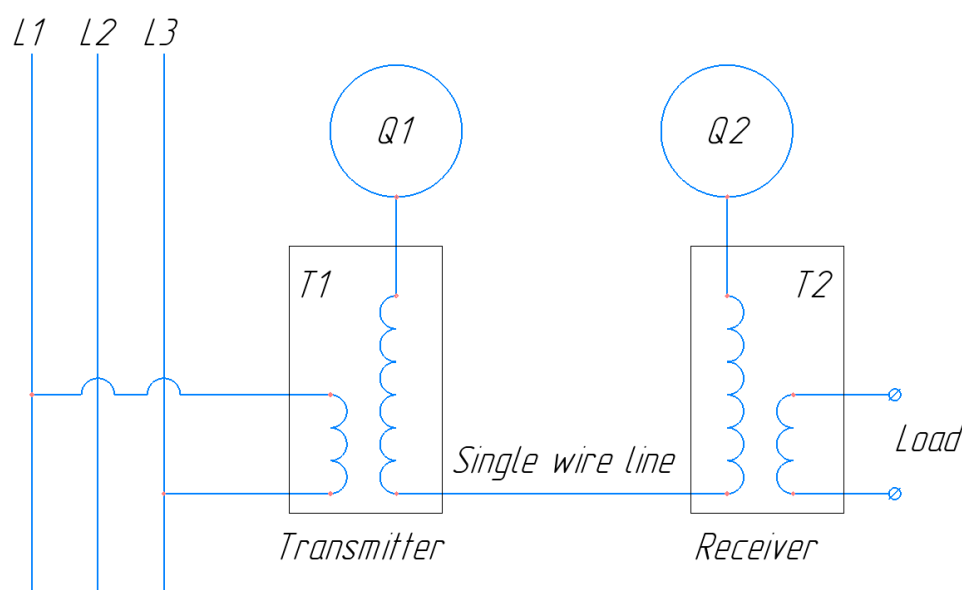 L1 L2 L3
Q1 Q2
T1 T2
Single wire line
Load
Transmitter Receiver